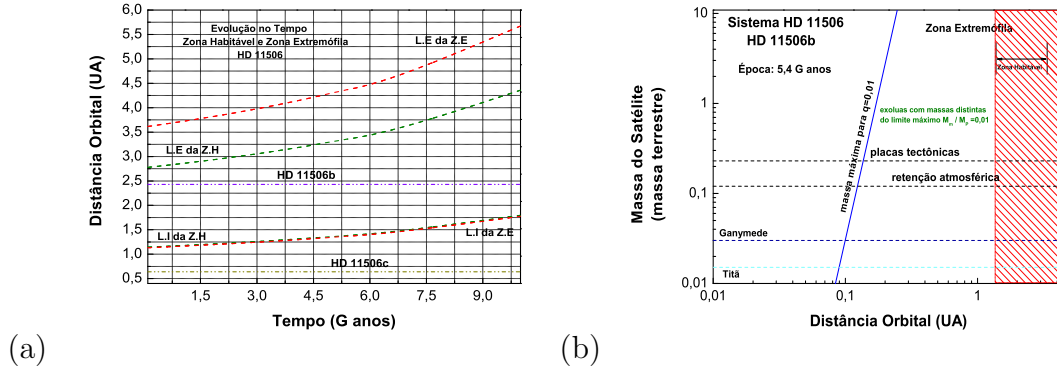 6,0
5,5
5,0
4,5
4,0
3,5
3,0
2,5
2,0
1,5
1,0
0,5
Distância Orbital (UA)
Evolução no Tempo
Zona Habitável e Zona Extremófila
HD 11506
L.E da Z.E
L.E da Z.H
HD 11506b
L.I da Z.H
L.I da Z.E
HD 11506c
1,5 3,0 4,5 6,0 7,5 9,0
Tempo (G anos)
(a)
10
1
0,1
0,01
Massa do Satélite
(massa terrestre)
Sistema HD 11506
HD 11506b
Época: 5,4 G anos
Zona Extremófila
Zona Habitável
massa máxima para q=0,01
exoluas com massas distintas
do limite máximo Mm / Mp =0,01
placas tectônicas
retenção atmosférica
Ganymede
Titã
0,01 0,1 1
Distância Orbital (UA)
(b)